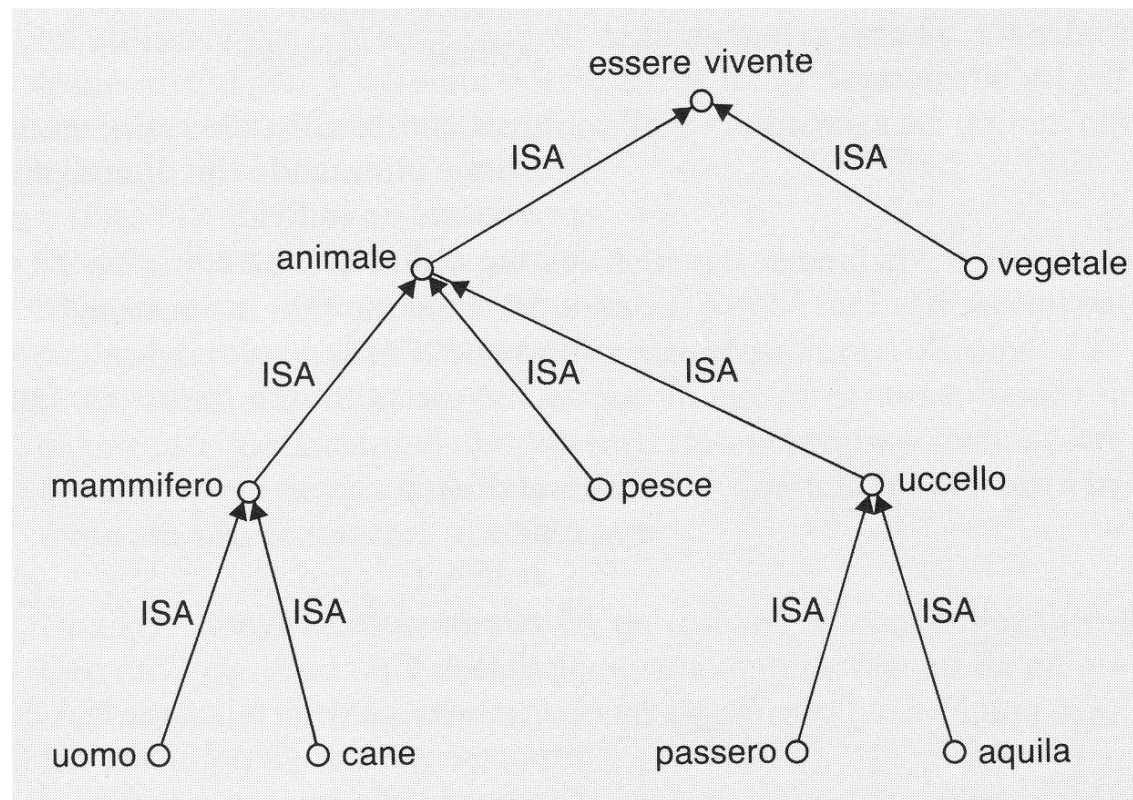 essere vivente
ISA
ISA
animale
vegetale
ISA
ISA
ISA
mammifero
pesce
uccello
ISA
ISA
ISA
ISA
uomo
cane
passero
aquila